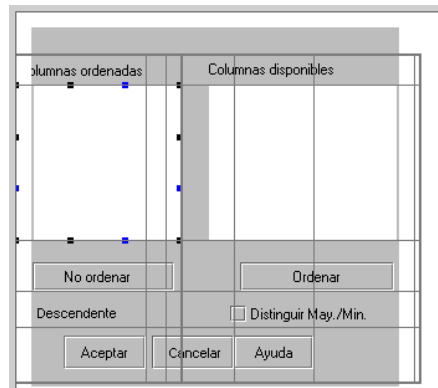 olumnas ordenadas Columnas disponibles
No ordenar Ordenar
Descendente Distinguir May./Min.
Aceptar Cancelar Ayuda